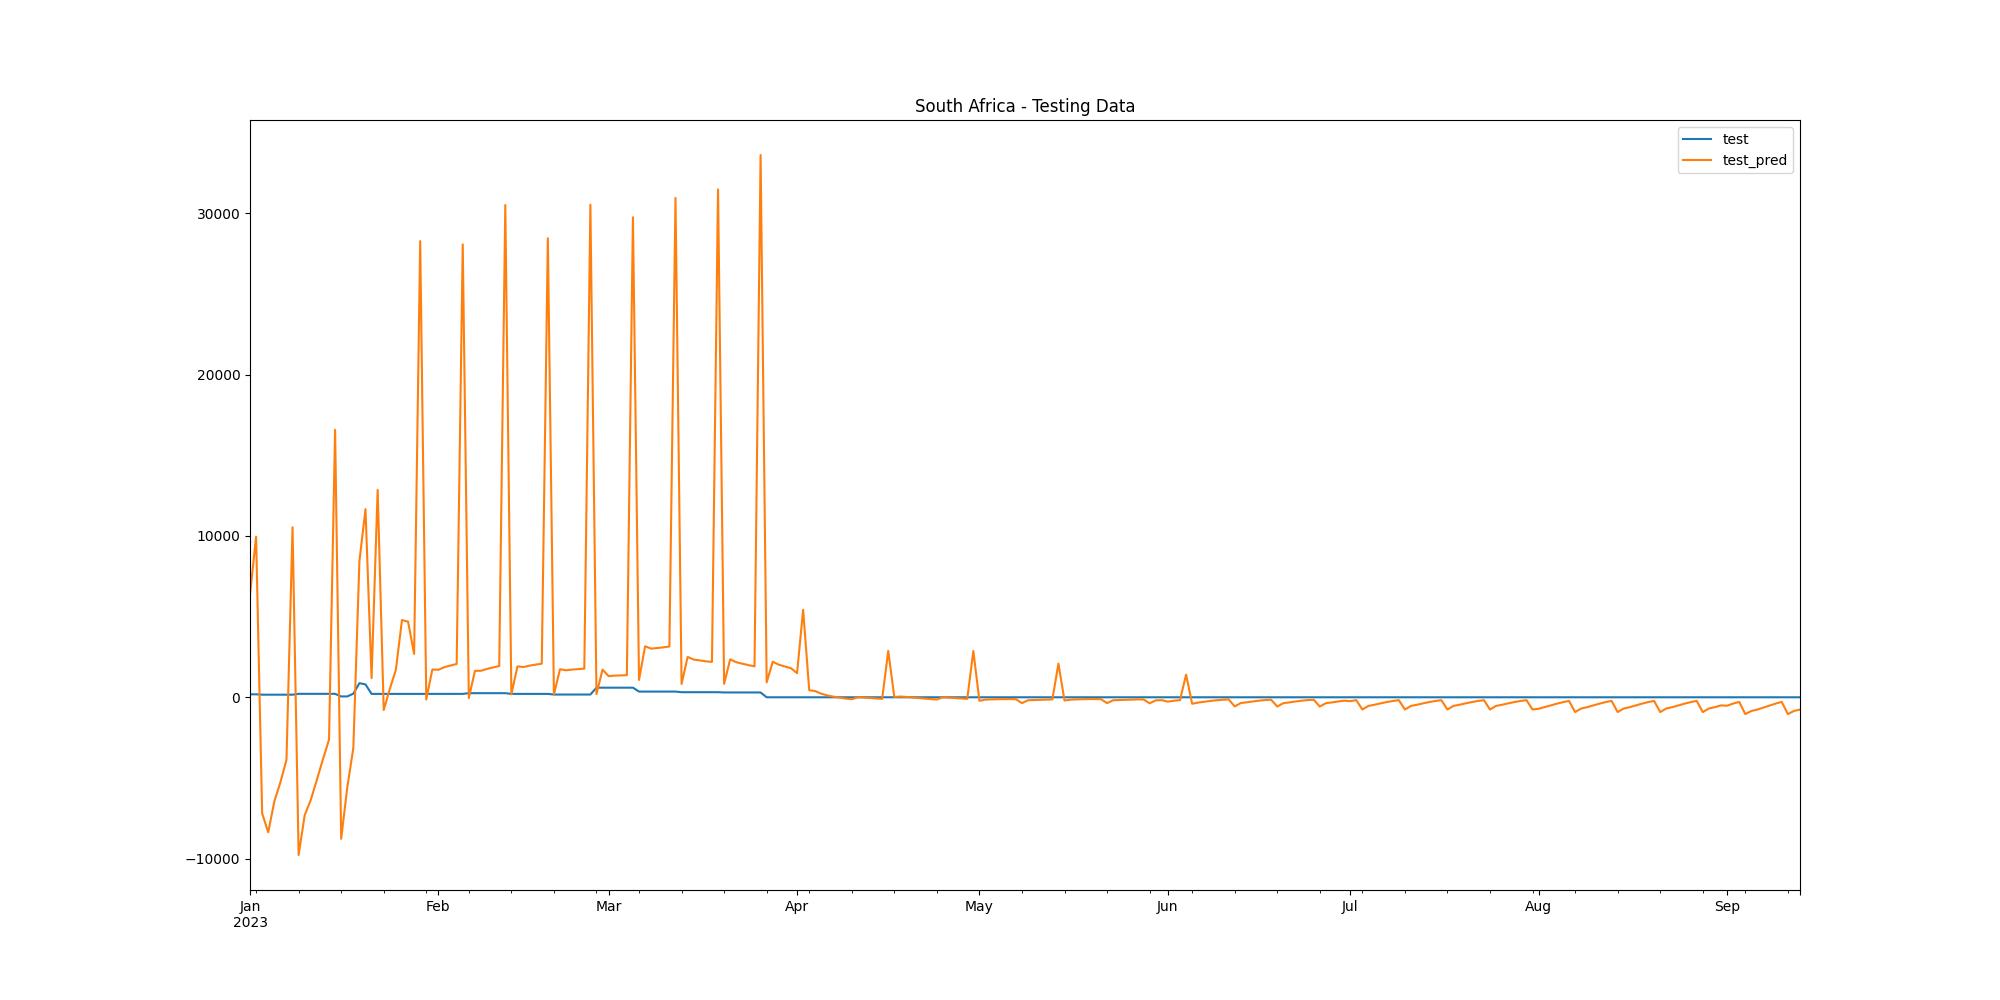 South Africa - Testing Data
test
test_pred
30000
20000
10000
0
−10000
Jan Feb Mar Apr May Jun Jul Aug Sep
2023